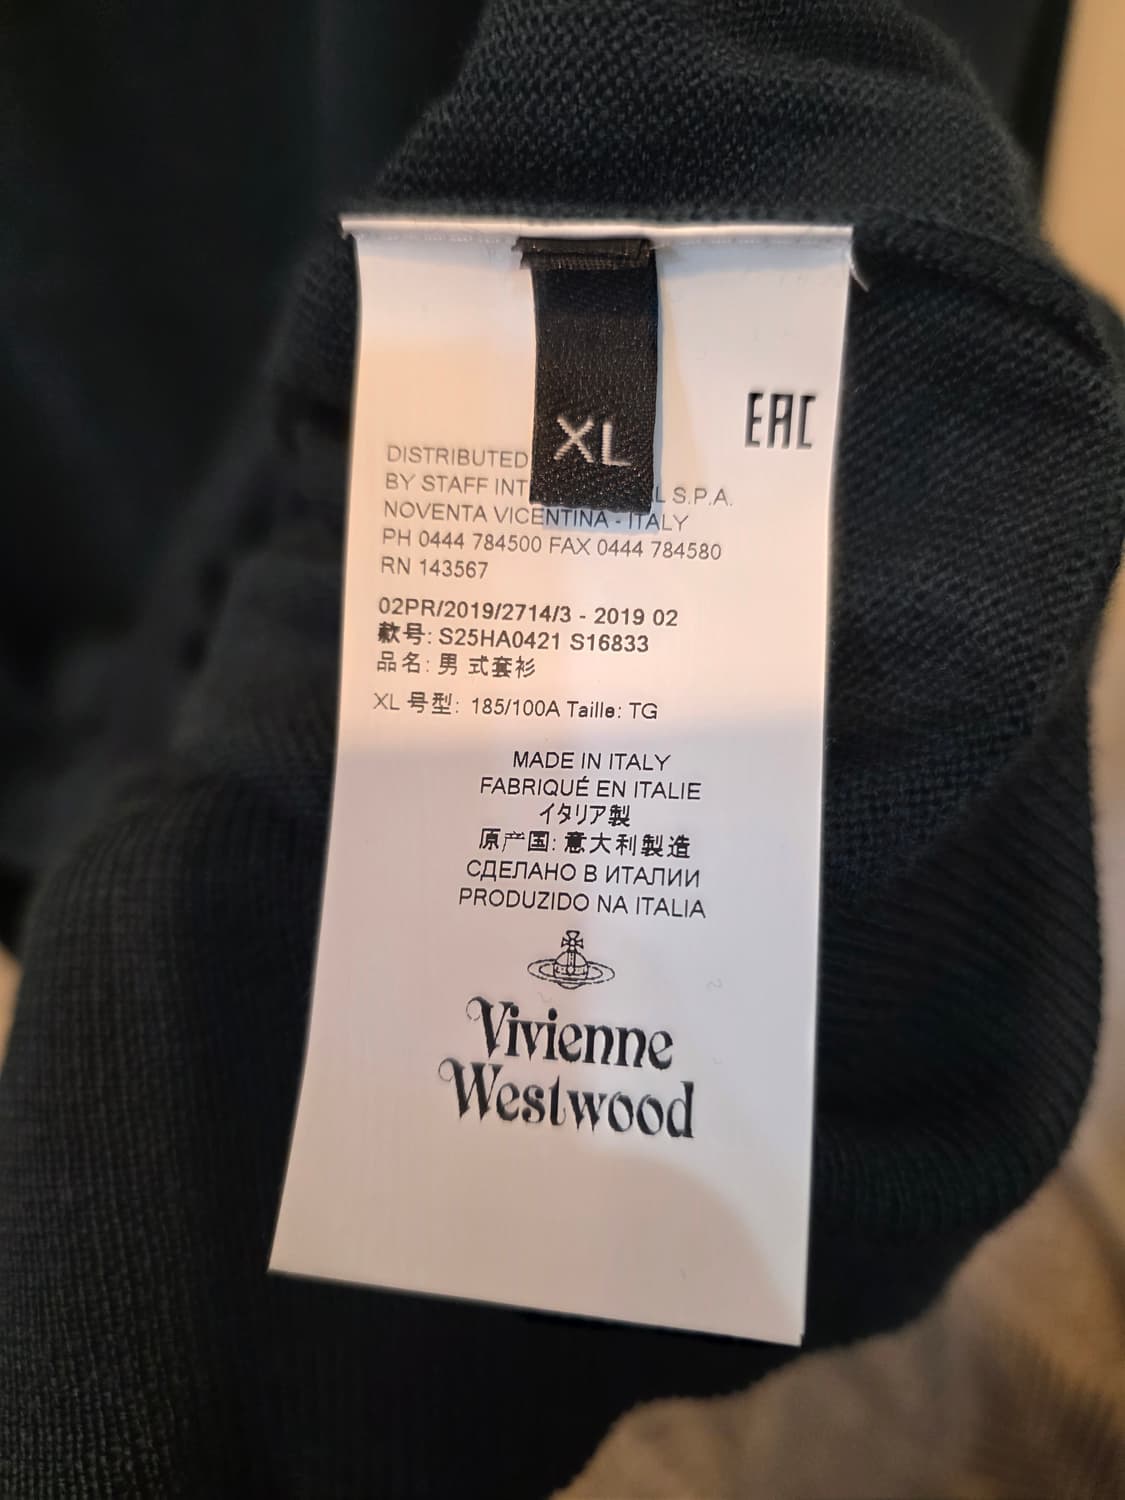 XL
EAC
DISTRIBUTED
BY STAFF INT L S.P.A.
NOVENTA VICENTINA - ITALY
PH 0444 784500 FAX 0444 784580
RN 143567
02PR/2019/2714/3 - 2019 02
款号: S25HA0421 S16833
品名: 男 式套衫
XL 号型: 185/100A Taille: TG
MADE IN ITALY
FABRIQUÉ EN ITALIE
イタリア製
原产国: 意大利製造
СДЕЛАНО В ИТАЛИИ
PRODUZIDO NA ITALIA
Vivienne
Westwood